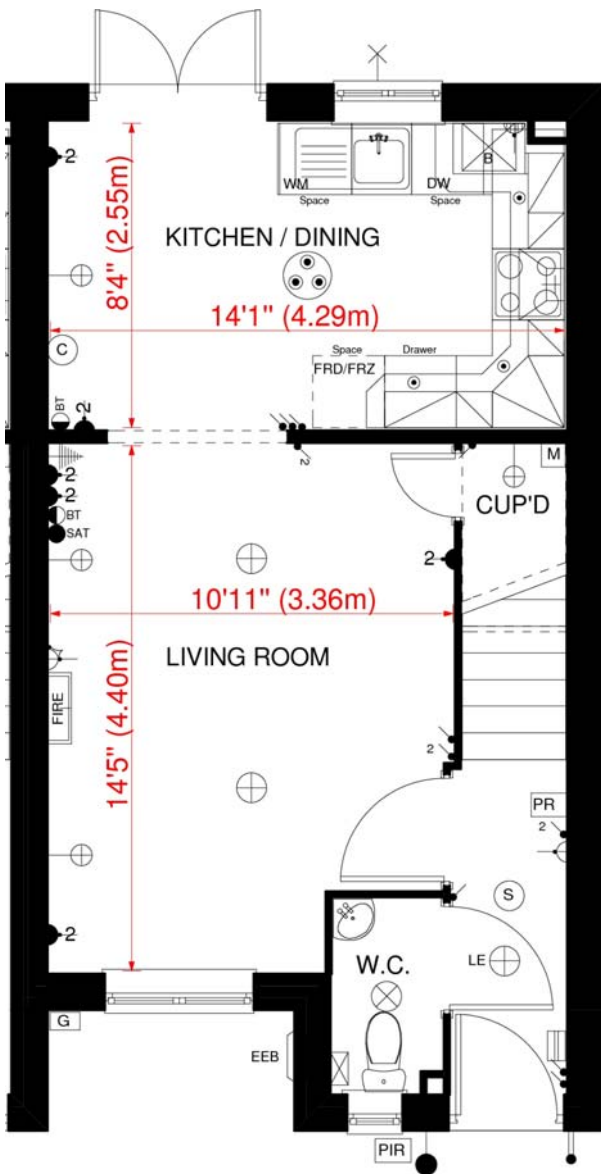 2
WM
Space
DW
Space
B
KITCHEN / DINING
8'4" (2.55m)
14'1" (4.29m)
C
Space
FRD/FRZ
Drawer
BT
2
2
M
2
2
BT
SAT
CUP'D
2
10'11" (3.36m)
LIVING ROOM
FIRE
14'5" (4.40m)
2
PR
2
S
2
W.C.
LE
G
EEB
PIR